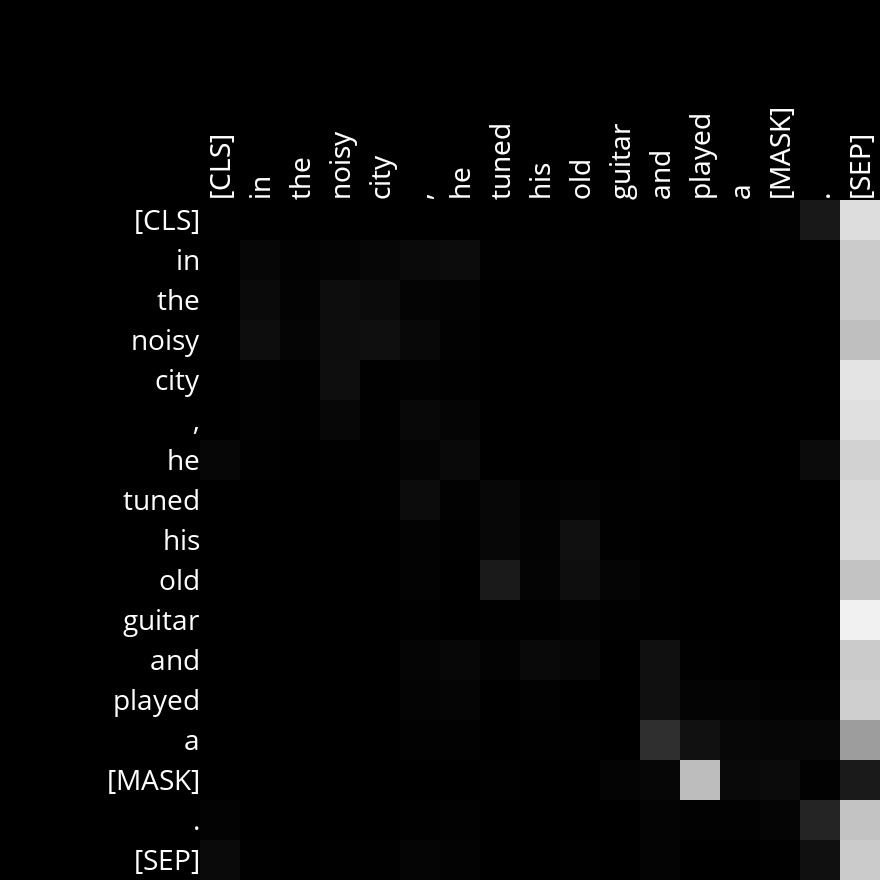 [CLS] in the noisy city , he tuned his old guitar and played a [MASK] . [SEP]
[CLS]
in
the
noisy
city
,
he
tuned
his
old
guitar
and
played
a
[MASK]
.
[SEP]